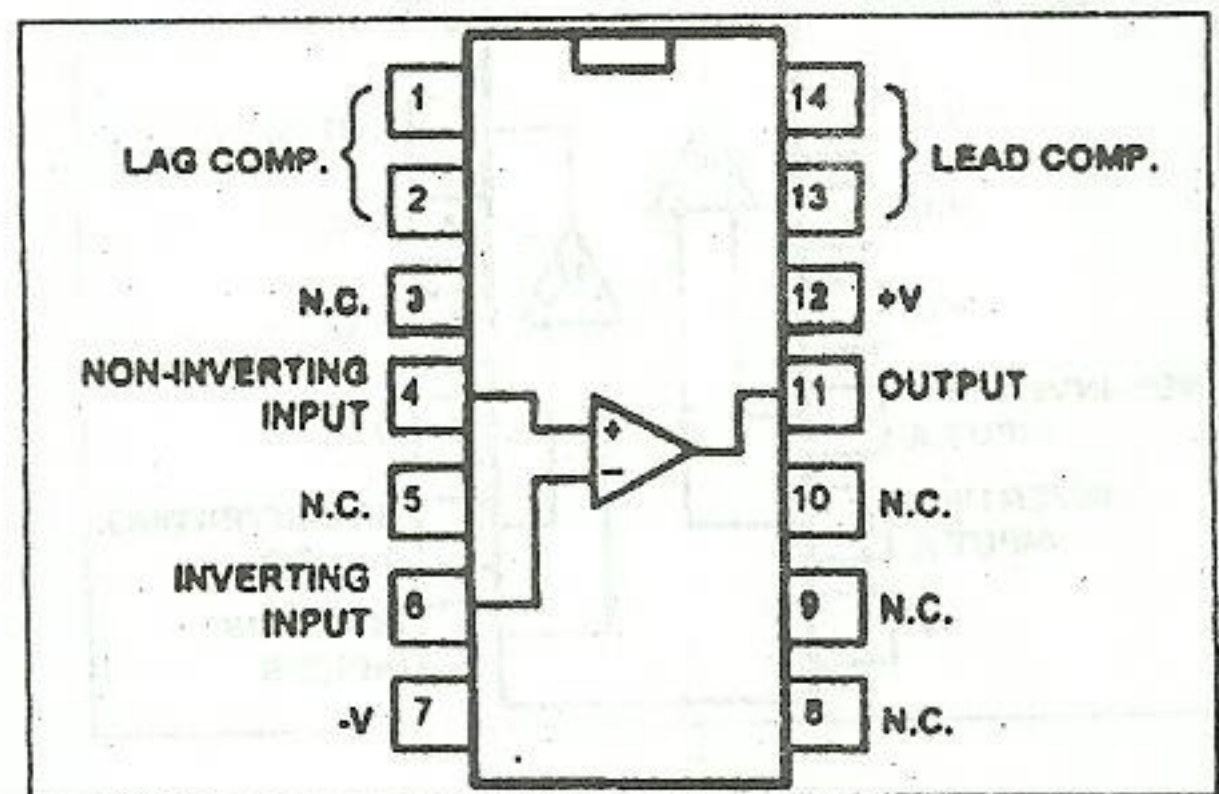 1
14
LAG COMP.
LEAD COMP.
2
13
N.C. 3
12 +V
NON-INVERTING
INPUT
4
11 OUTPUT
+
-
N.C. 5
10 N.C.
INVERTING
INPUT
6
9 N.C.
-V 7
8 N.C.